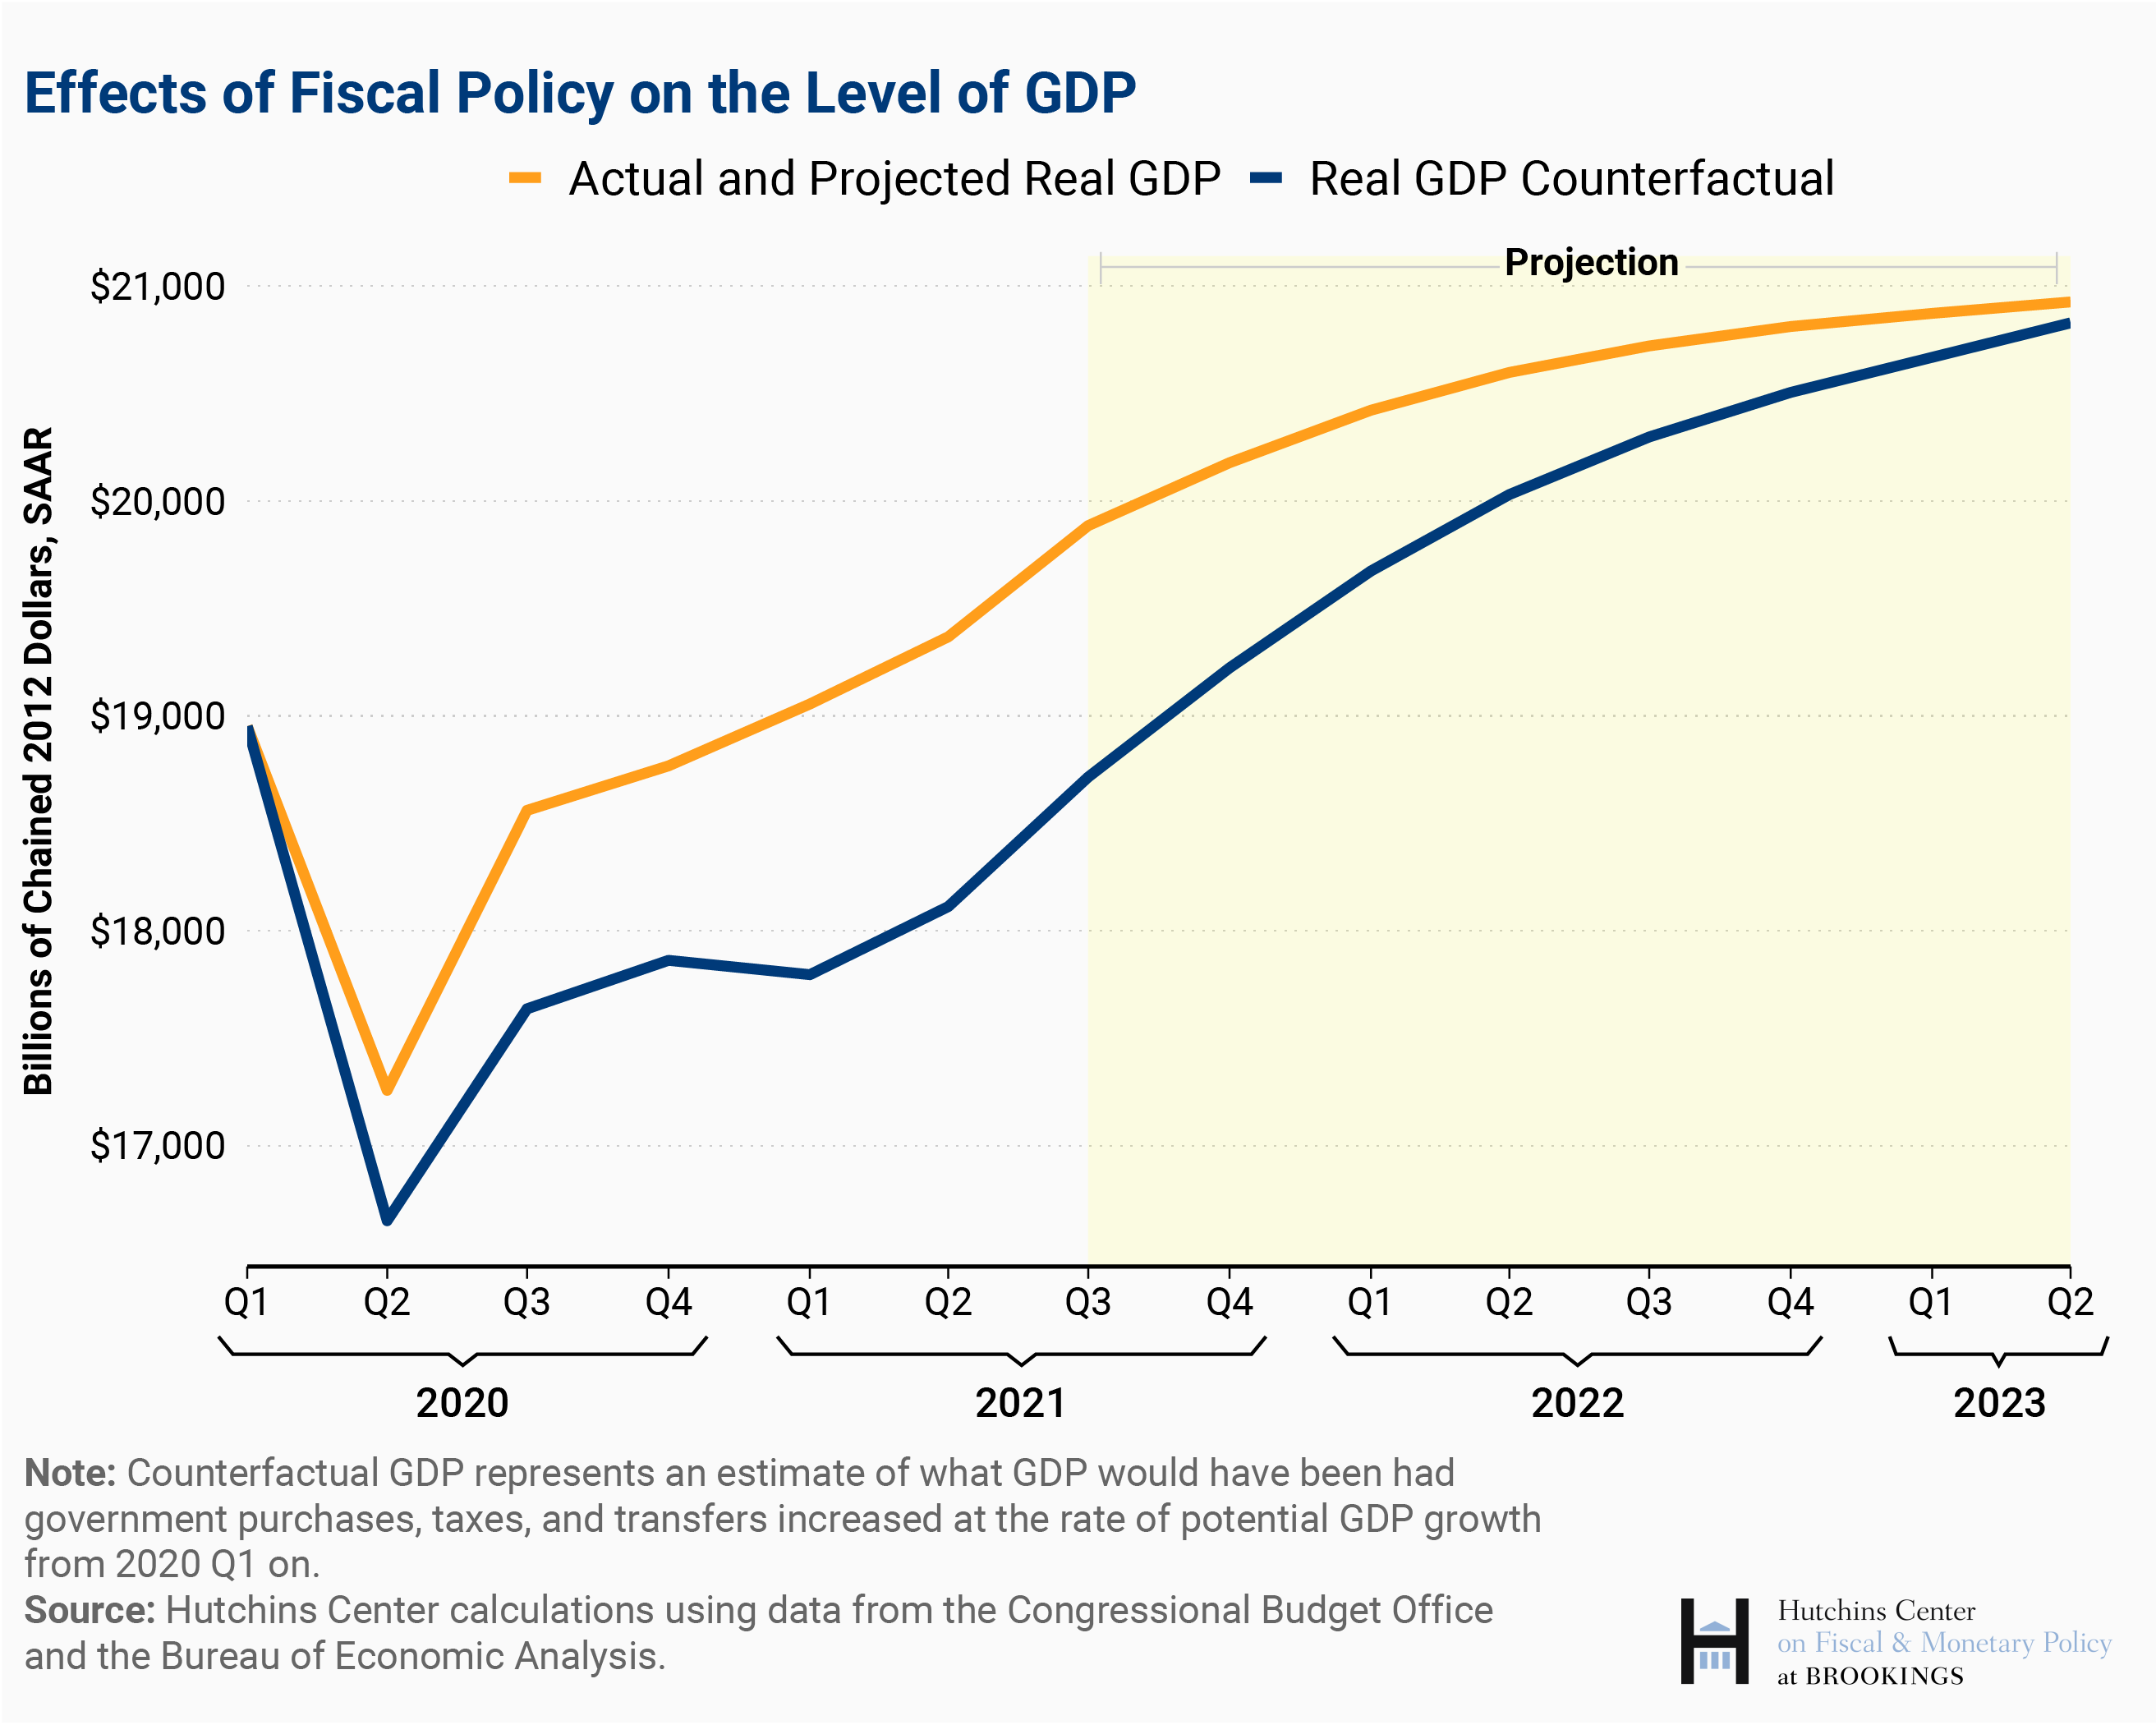 Effects of Fiscal Policy on the Level of GDP
Actual and Projected Real GDP Real GDP Counterfactual
Projection
Billions of Chained 2012 Dollars, SAAR
$21,000
$20,000
$19,000
$18,000
$17,000
Q1 Q2 Q3 Q4 Q1 Q2 Q3 Q4 Q1 Q2 Q3 Q4 Q1 Q2
2020 2021 2022 2023
Note: Counterfactual GDP represents an estimate of what GDP would have been had
government purchases, taxes, and transfers increased at the rate of potential GDP growth
from 2020 Q1 on.
Source: Hutchins Center calculations using data from the Congressional Budget Office
and the Bureau of Economic Analysis.
Hutchins Center
on Fiscal & Monetary Policy
at BROOKINGS